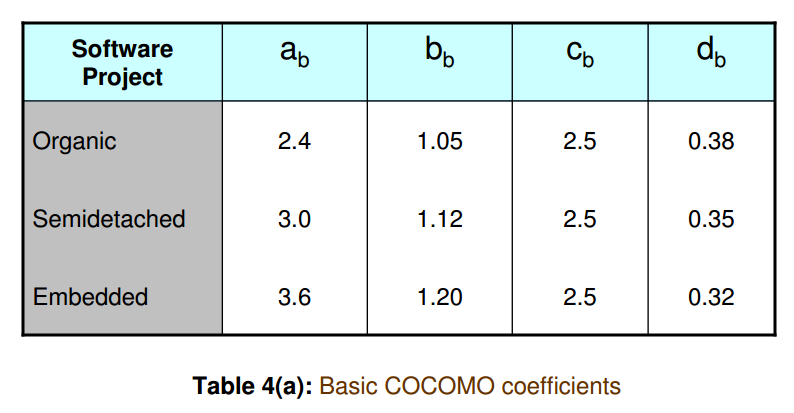 Software Project a_b b_b c_b d_b
Organic 2.4 1.05 2.5 0.38
Semidetached 3.0 1.12 2.5 0.35
Embedded 3.6 1.20 2.5 0.32
Table 4(a): Basic COCOMO coefficients